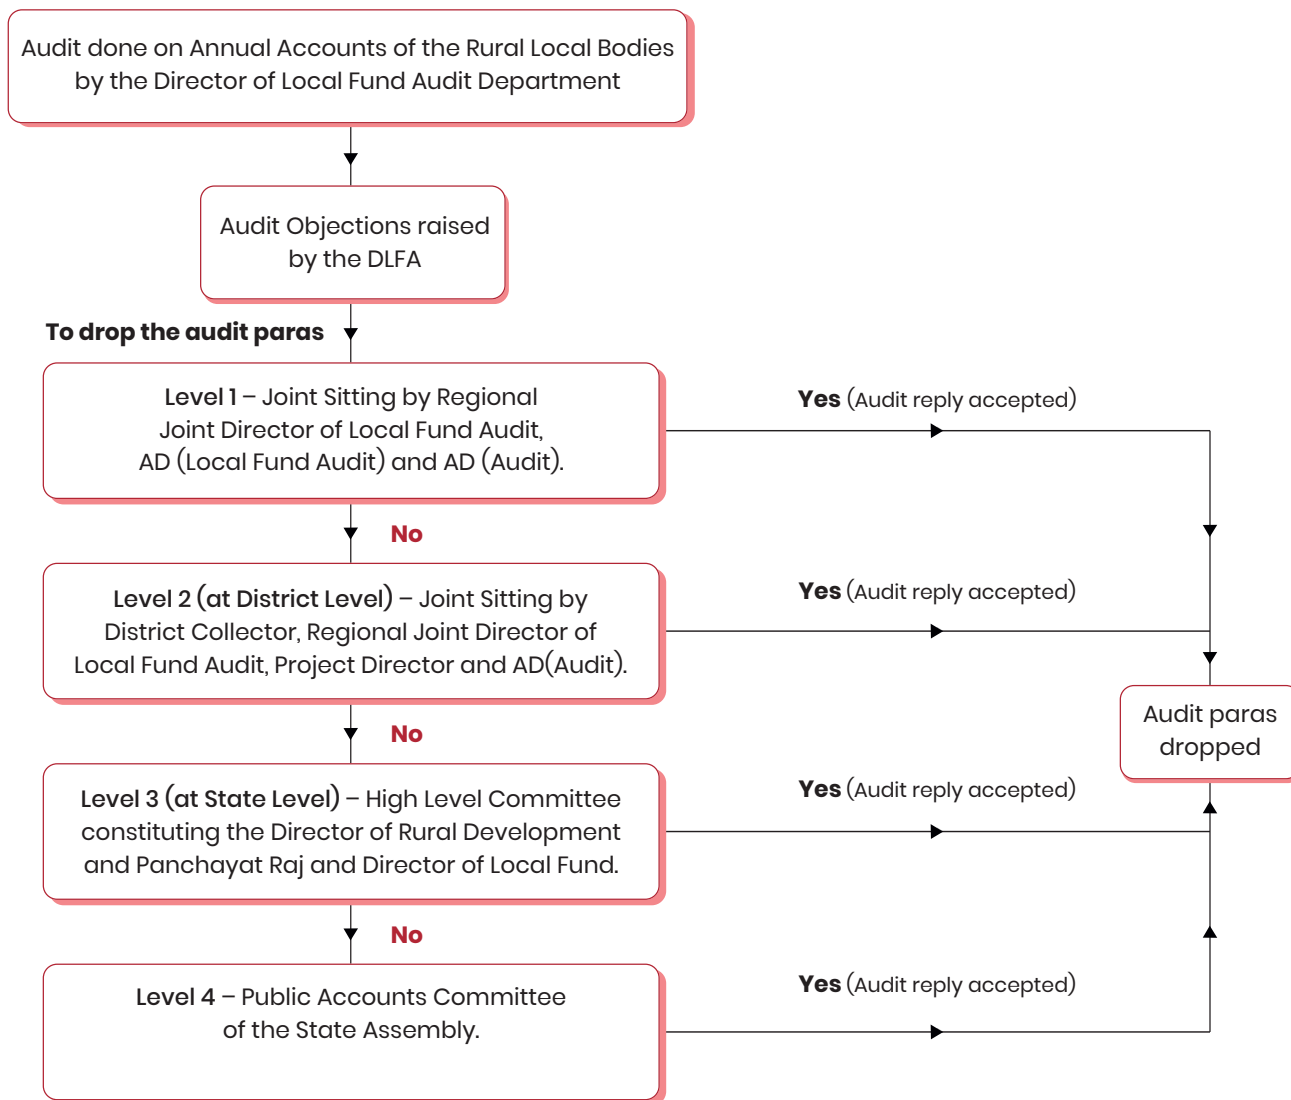 Audit done on Annual Accounts of the Rural Local Bodies
by the Director of Local Fund Audit Department
Audit Objections raised
by the DLFA
To drop the audit paras
Level 1 – Joint Sitting by Regional
Joint Director of Local Fund Audit,
AD (Local Fund Audit) and AD (Audit).
Yes (Audit reply accepted)
No
Level 2 (at District Level) – Joint Sitting by
District Collector, Regional Joint Director of
Local Fund Audit, Project Director and AD(Audit).
Yes (Audit reply accepted)
Audit paras
dropped
No
Level 3 (at State Level) – High Level Committee
constituting the Director of Rural Development
and Panchayat Raj and Director of Local Fund.
Yes (Audit reply accepted)
No
Level 4 – Public Accounts Committee
of the State Assembly.
Yes (Audit reply accepted)